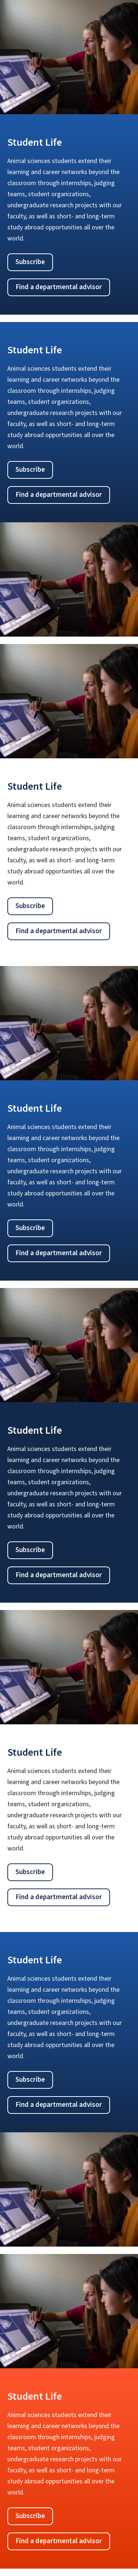 Student Life
Animal sciences students extend their
learning and career networks beyond the
classroom through internships, judging
teams, student organizations,
undergraduate research projects with our
faculty, as well as short- and long-term
study abroad opportunities all over the
world.
Subscribe
Find a departmental advisor
Student Life
Animal sciences students extend their
learning and career networks beyond the
classroom through internships, judging
teams, student organizations,
undergraduate research projects with our
faculty, as well as short- and long-term
study abroad opportunities all over the
world.
Subscribe
Find a departmental advisor
Student Life
Animal sciences students extend their
learning and career networks beyond the
classroom through internships, judging
teams, student organizations,
undergraduate research projects with our
faculty, as well as short- and long-term
study abroad opportunities all over the
world.
Subscribe
Find a departmental advisor
Student Life
Animal sciences students extend their
learning and career networks beyond the
classroom through internships, judging
teams, student organizations,
undergraduate research projects with our
faculty, as well as short- and long-term
study abroad opportunities all over the
world.
Subscribe
Find a departmental advisor
Student Life
Animal sciences students extend their
learning and career networks beyond the
classroom through internships, judging
teams, student organizations,
undergraduate research projects with our
faculty, as well as short- and long-term
study abroad opportunities all over the
world.
Subscribe
Find a departmental advisor
Student Life
Animal sciences students extend their
learning and career networks beyond the
classroom through internships, judging
teams, student organizations,
undergraduate research projects with our
faculty, as well as short- and long-term
study abroad opportunities all over the
world.
Subscribe
Find a departmental advisor
Student Life
Animal sciences students extend their
learning and career networks beyond the
classroom through internships, judging
teams, student organizations,
undergraduate research projects with our
faculty, as well as short- and long-term
study abroad opportunities all over the
world.
Subscribe
Find a departmental advisor
Student Life
Animal sciences students extend their
learning and career networks beyond the
classroom through internships, judging
teams, student organizations,
undergraduate research projects with our
faculty, as well as short- and long-term
study abroad opportunities all over the
world.
Subscribe
Find a departmental advisor